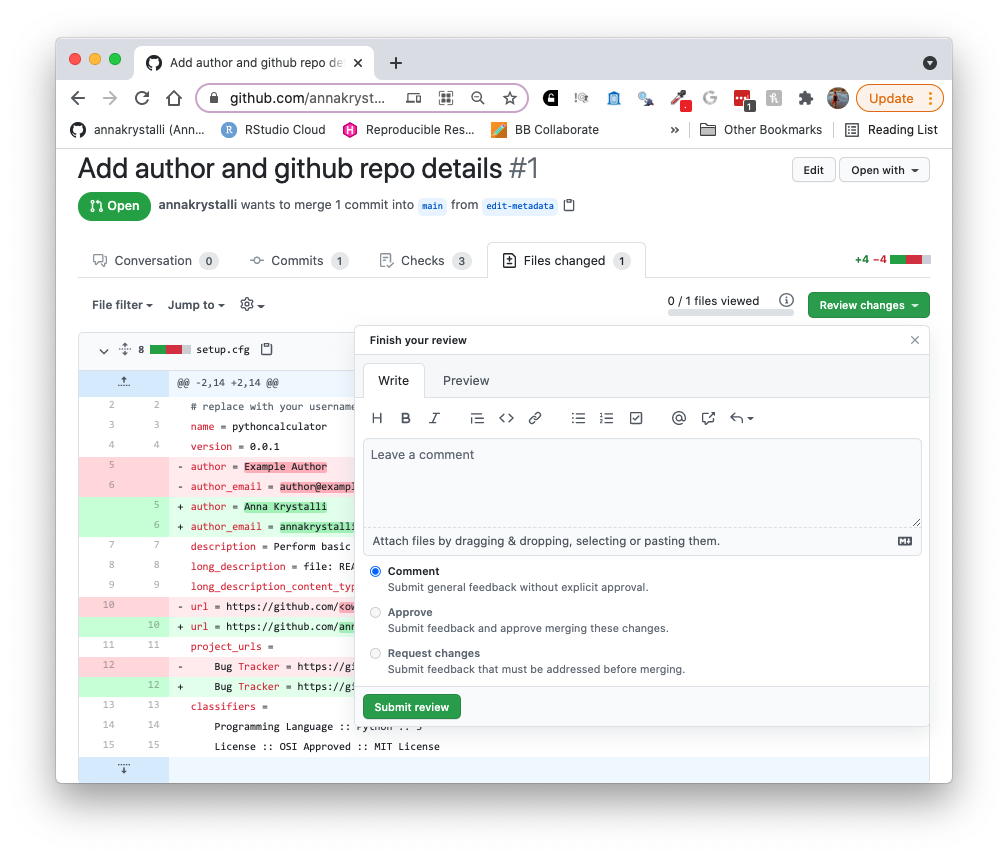 Add author and github repo de
github.com/annakryst...
Update
annakrystalli (Ann...
RStudio Cloud
Reproducible Res...
BB Collaborate
»
Other Bookmarks
Reading List
Add author and github repo details #1
Edit
Open with
Open
annakrystalli wants to merge 1 commit into main from edit-metadata
Conversation 0
Commits 1
Checks 3
Files changed 1
+4 −4
File filter
Jump to
0 / 1 files viewed
Review changes
8 setup.cfg
@@ -2,14 +2,14 @@
2 2 # replace with your username
3 3 name = pythoncalculator
4 4 version = 0.0.1
5 - author = Example Author
6 - author_email = author@exampl
5 + author = Anna Krystalli
6 + author_email = annakrystalli
7 7 description = Perform basic
8 8 long_description = file: REA
9 9 long_description_content_typ
10 - url = https://github.com/<ow
10 + url = https://github.com/ann
11 11 project_urls =
12 - Bug Tracker = https://gi
12 + Bug Tracker = https://gi
13 13 classifiers =
14 14 Programming Language :: Python :: 3
15 15 License :: OSI Approved :: MIT License
Finish your review
Write
Preview
Leave a comment
Attach files by dragging & dropping, selecting or pasting them.
Comment
Submit general feedback without explicit approval.
Approve
Submit feedback and approve merging these changes.
Request changes
Submit feedback that must be addressed before merging.
Submit review